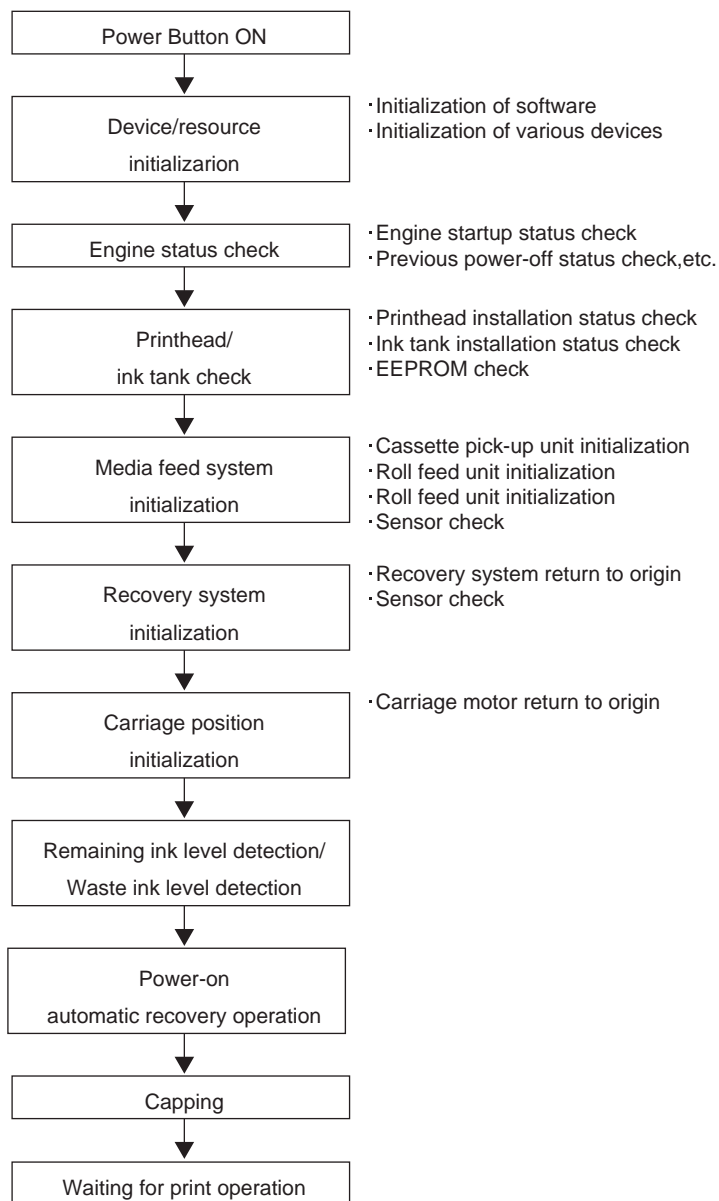 Power Button ON
Device/resource
initializarion
·Initialization of software
·Initialization of various devices
Engine status check
·Engine startup status check
·Previous power-off status check,etc.
Printhead/
ink tank check
·Printhead installation status check
·Ink tank installation status check
·EEPROM check
Media feed system
initialization
·Cassette pick-up unit initialization
·Roll feed unit initialization
·Roll feed unit initialization
·Sensor check
Recovery system
initialization
·Recovery system return to origin
·Sensor check
Carriage position
initialization
·Carriage motor return to origin
Remaining ink level detection/
Waste ink level detection
Power-on
automatic recovery operation
Capping
Waiting for print operation